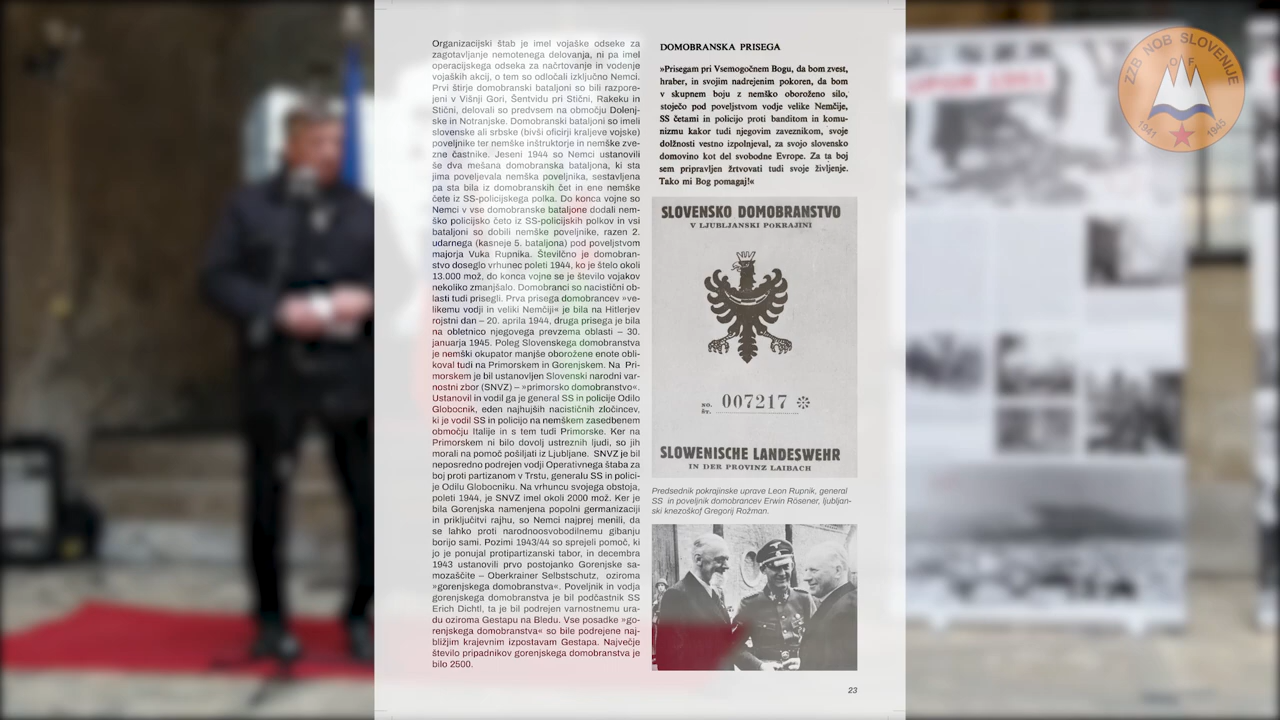 Organizacijski štab je imel vojaške odseke za
zagotavljanje nemotenega delovanja, ni pa imel
operacijskega odseka za načrtovanje in vodenje
vojaških akcij, o tem so odločali izključno Nemci.
Prvi štirje domobranski bataljoni so bili razpore-
jeni v Višnji Gori, Šentvidu pri Stični, Rakeku in
Stični, delovali so predvsem na območju Dolenj-
ske in Notranjske. Domobranski bataljoni so imeli
slovenske ali srbske (bivši oficirji kraljeve vojske)
poveljnike ter nemške inštruktorje in nemške zve-
zne častnike. Jeseni 1944 so Nemci ustanovili
še dva mešana domobranska bataljona, ki sta
jima poveljevala nemška poveljnika, sestavljena
pa sta bila iz domobranskih čet in ene nemške
čete iz SS-policijskega polka. Do konca vojne so
Nemci v vse domobranske bataljone dodali nem-
ško policijsko četo iz SS-policijskih polkov in vsi
bataljoni so dobili nemške poveljnike, razen 2.
udarnega (kasneje 5. bataljona) pod poveljstvom
majorja Vuka Rupnika. Številčno je domobran-
stvo doseglo vrhunec poleti 1944, ko je štelo okoli
13.000 mož, do konca vojne se je število vojakov
nekoliko zmanjšalo. Domobranci so nacistični ob-
lasti tudi prisegli. Prva prisega domobrancev »ve-
likemu vodji in veliki Nemčiji« je bila na Hitlerjev
rojstni dan – 20. aprila 1944, druga prisega je bila
na obletnico njegovega prevzema oblasti – 30.
januarja 1945. Poleg Slovenskega domobranstva
je nemški okupator manjše oborožene enote obli-
koval tudi na Primorskem in Gorenjskem. Na Pri-
morskem je bil ustanovljen Slovenski narodni var-
nostni zbor (SNVZ) – »primorsko domobranstvo«.
Ustanovil in vodil ga je general SS in policije Odilo
Globocnik, eden najhujših nacističnih zločincev,
ki je vodil SS in policijo na nemškem zasedbenem
območju Italije in s tem tudi Primorske. Ker na
Primorskem ni bilo dovolj ustreznih ljudi, so jih
morali na pomoč pošiljati iz Ljubljane. SNVZ je bil
neposredno podrejen vodji Operativnega štaba za
boj proti partizanom v Trstu, generalu SS in polici-
je Odilu Globocniku. Na vrhuncu svojega obstoja,
poleti 1944, je SNVZ imel okoli 2000 mož. Ker je
bila Gorenjska namenjena popolni germanizaciji
in priključitvi rajhu, so Nemci najprej menili, da
se lahko proti narodnoosvobodilnemu gibanju
borijo sami. Pozimi 1943/44 so sprejeli pomoč, ki
jo je ponujal protipartizanski tabor, in decembra
1943 ustanovili prvo postojanko Gorenjske sa-
mozaščite – Oberkrainer Selbstschutz, oziroma
»gorenjskega domobranstva«. Poveljnik in vodja
gorenjskega domobranstva je bil podčastnik SS
Erich Dichtl, ta je bil podrejen varnostnemu ura-
du oziroma Gestapu na Bledu. Vse posadke »go-
renjskega domobranstva« so bile podrejene naj-
bližjim krajevnim izpostavam Gestapa. Največje
število pripadnikov gorenjskega domobranstva je
bilo 2500.
DOMOBRANSKA PRISEGA
»Prisegam pri Vsemogočnem Bogu, da bom zvest,
hraber, in svojim nadrejenim pokoren, da bom
v skupnem boju z nemško oboroženo silo,
stoječo pod poveljstvom vodje velike Nemčije,
SS četami in policijo proti banditom in komu-
nizmu kakor tudi njegovim zaveznikom, svoje
dolžnosti vestno izpolnjeval, za svojo slovensko
domovino kot del svobodne Evrope. Za ta boj
sem pripravljen žrtvovati tudi svoje življenje.
Tako mi Bog pomagaj!«
SLOVENSKO DOMOBRANSTVO
V LJUBLJANSKI POKRAJINI
NO.
ŠT. 007217
SLOWENISCHE LANDESWEHR
IN DER PROVINZ LAIBACH
Predsednik pokrajinske uprave Leon Rupnik, general
SS in poveljnik domobrancev Erwin Rösener, ljubljan-
ski knezoškof Gregorij Rožman.
23
ZZB NOB SLOVENIJE
OF
1941 1945
UPOR 1941